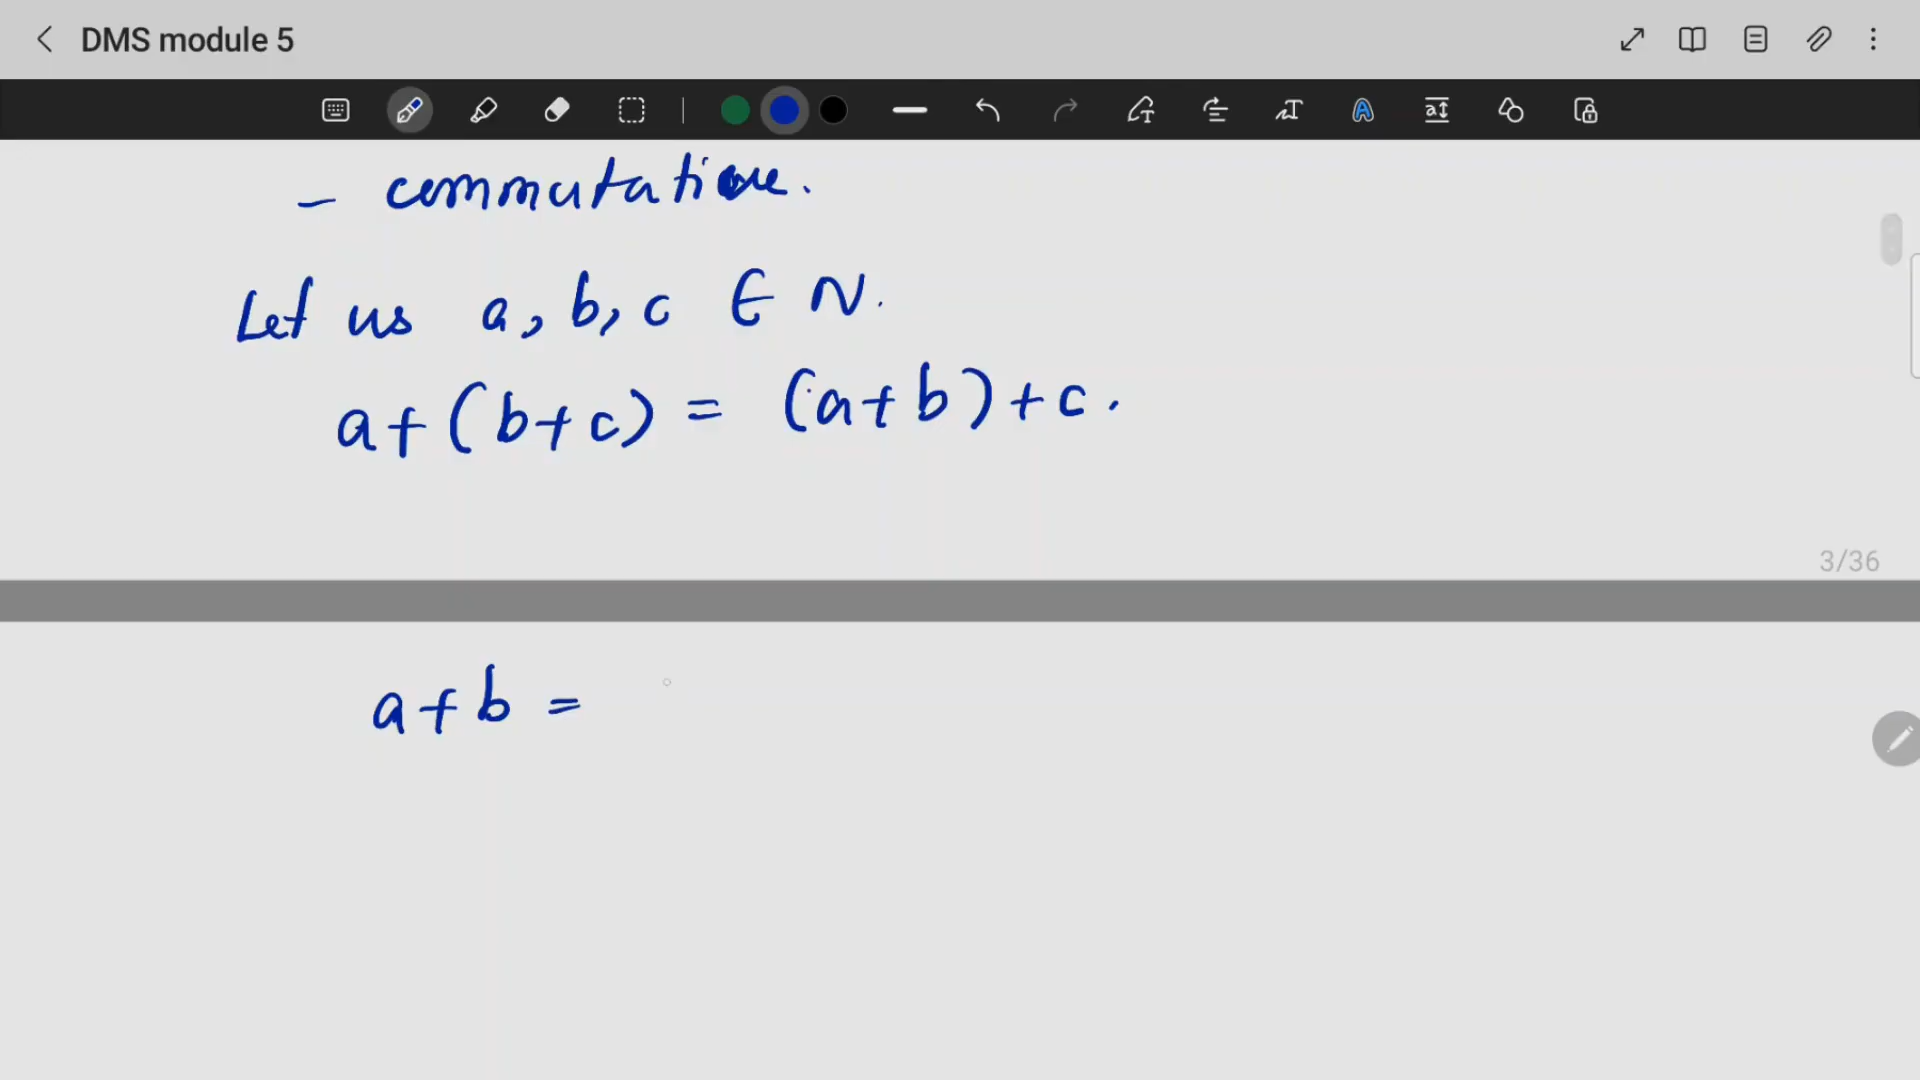 DMS module 5
- commutative.
Let us a, b, c ∈ N.
a+(b+c) = (a+b)+c.
3/36
a+b =